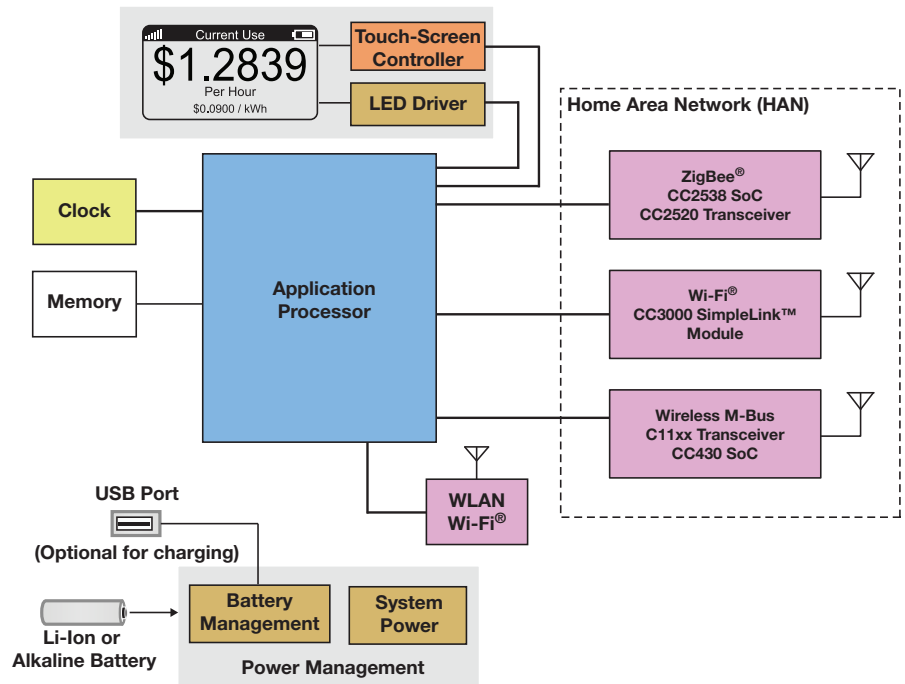 Current Use
$1.2839
Per Hour
$0.0900 / kWh
Touch-Screen
Controller
LED Driver
Home Area Network (HAN)
ZigBee®
CC2538 SoC
CC2520 Transceiver
Clock
Memory
Application
Processor
Wi-Fi®
CC3000 SimpleLink™
Module
Wireless M-Bus
C11xx Transceiver
CC430 SoC
WLAN
Wi-Fi®
USB Port
(Optional for charging)
Battery
Management
System
Power
Li-Ion or
Alkaline Battery
Power Management